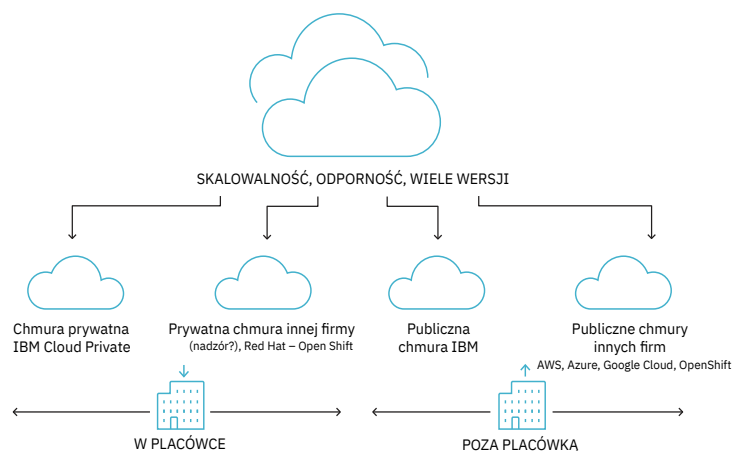 SKALOWALNOŚĆ, ODPORNOŚĆ, WIELE WERSJI
Chmura prywatna
IBM Cloud Private
Prywatna chmura innej firmy
(nadzór?), Red Hat – Open Shift
Publiczna
chmura IBM
Publiczne chmury
innych firm
AWS, Azure, Google Cloud, OpenShift
W PLACÓWCE
POZA PLACÓWKĄ